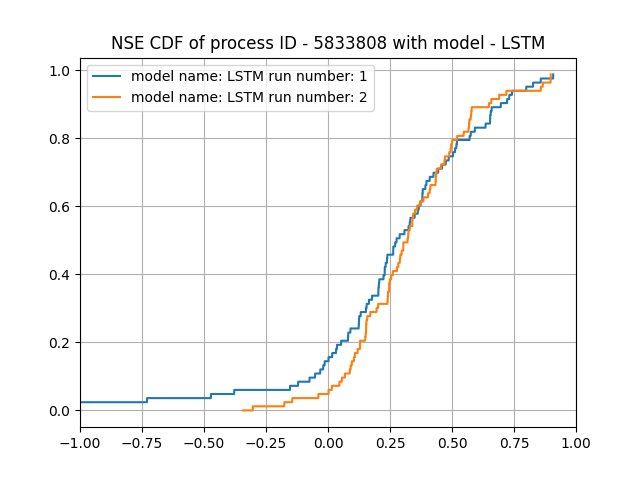 NSE CDF of process ID - 5833808 with model - LSTM
model name: LSTM run number: 1
model name: LSTM run number: 2
1.0
0.8
0.6
0.4
0.2
0.0
−1.00 −0.75 −0.50 −0.25 0.00 0.25 0.50 0.75 1.00